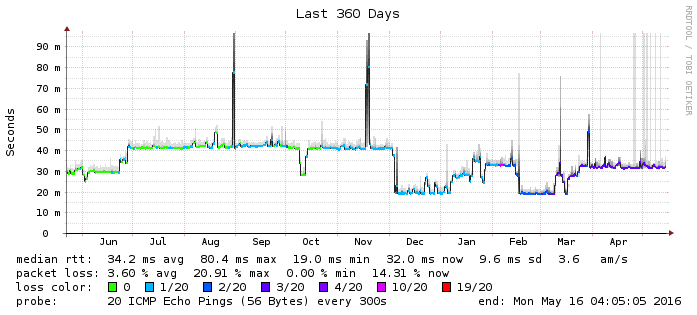 Last 360 Days
RRDTOOL / TOBI OETIKER
Seconds
90 m
80 m
70 m
60 m
50 m
40 m
30 m
20 m
10 m
0
Jun Jul Aug Sep Oct Nov Dec Jan Feb Mar Apr
median rtt: 34.2 ms avg 80.4 ms max 19.0 ms min 32.0 ms now 9.6 ms sd 3.6 am/s
packet loss: 3.60 % avg 20.91 % max 0.00 % min 14.31 % now
loss color: 0 1/20 2/20 3/20 4/20 10/20 19/20
probe: 20 ICMP Echo Pings (56 Bytes) every 300s end: Mon May 16 04:05:05 2016